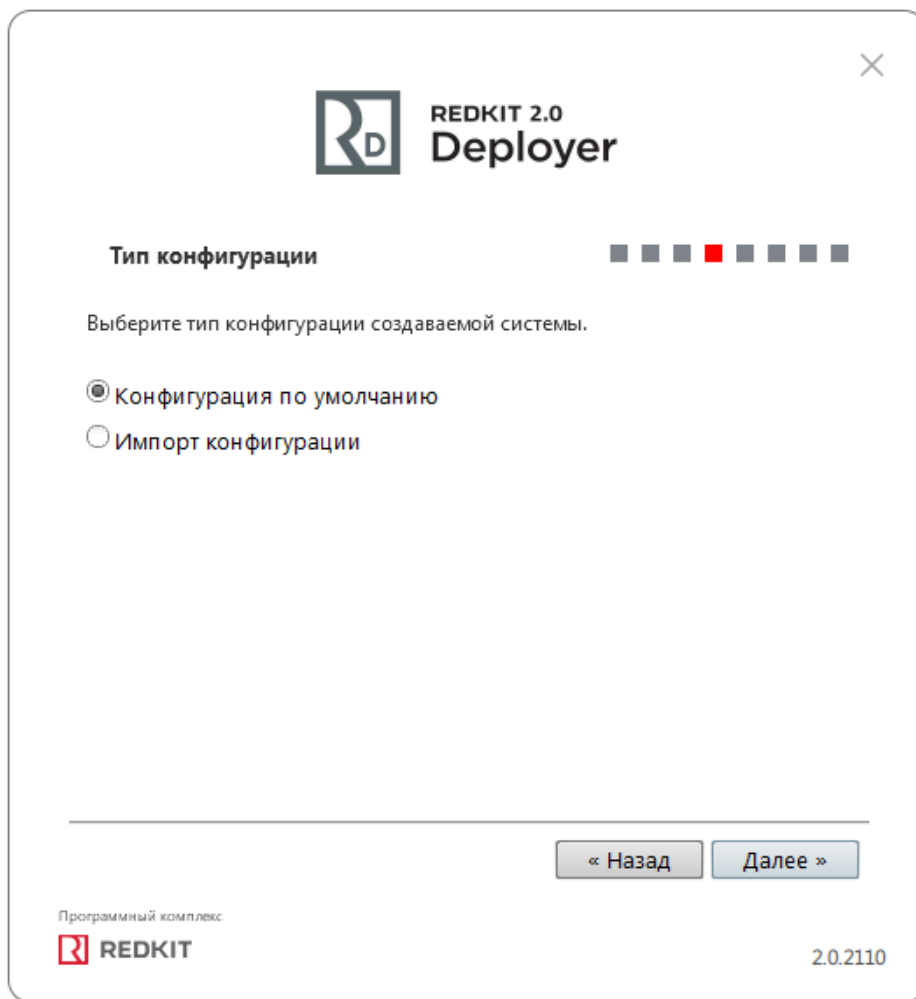 RD
REDKIT 2.0
Deployer
Тип конфигурации
Выберите тип конфигурации создаваемой системы.
Конфигурация по умолчанию
Импорт конфигурации
« Назад
Далее »
Программный комплекс
REDKIT
2.0.2110